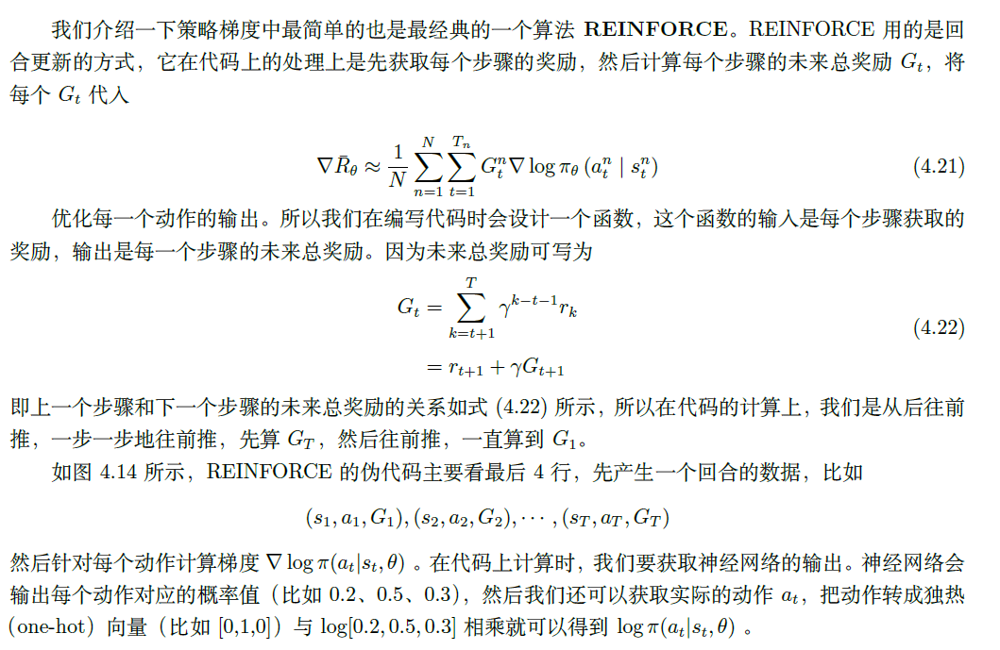 我们介绍一下策略梯度中最简单的也是最经典的一个算法 REINFORCE。REINFORCE 用的是回
合更新的方式，它在代码上的处理上是先获取每个步骤的奖励，然后计算每个步骤的未来总奖励 $G_t$，将
每个 $G_t$ 代入
$\nabla \bar{R}_\theta \approx \frac{1}{N} \sum_{n=1}^{N} \sum_{t=1}^{T_n} G_t^n \nabla \log \pi_\theta \left(a_t^n \mid s_t^n\right)$ (4.21)
优化每一个动作的输出。所以我们在编写代码时会设计一个函数，这个函数的输入是每个步骤获取的
奖励，输出是每一个步骤的未来总奖励。因为未来总奖励可写为
$G_t = \sum_{k=t+1}^{T} \gamma^{k-t-1} r_k$
(4.22)
$= r_{t+1} + \gamma G_{t+1}$
即上一个步骤和下一个步骤的未来总奖励的关系如式 (4.22) 所示，所以在代码的计算上，我们是从后往前
推，一步一步地往前推，先算 $G_T$，然后往前推，一直算到 $G_1$。
如图 4.14 所示，REINFORCE 的伪代码主要看最后 4 行，先产生一个回合的数据，比如
$(s_1, a_1, G_1), (s_2, a_2, G_2), \cdots, (s_T, a_T, G_T)$
然后针对每个动作计算梯度 $\nabla \log \pi(a_t|s_t, \theta)$ 。在代码上计算时，我们要获取神经网络的输出。神经网络会
输出每个动作对应的概率值（比如 0.2、0.5、0.3），然后我们还可以获取实际的动作 $a_t$，把动作转成独热
（one-hot）向量（比如 [0,1,0]）与 $\log[0.2, 0.5, 0.3]$ 相乘就可以得到 $\log \pi(a_t|s_t, \theta)$ 。